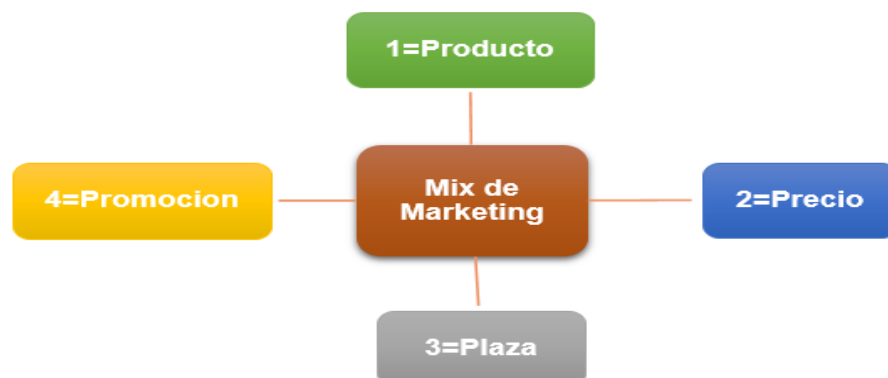 1=Producto
4=Promocion
Mix de
Marketing
2=Precio
3=Plaza